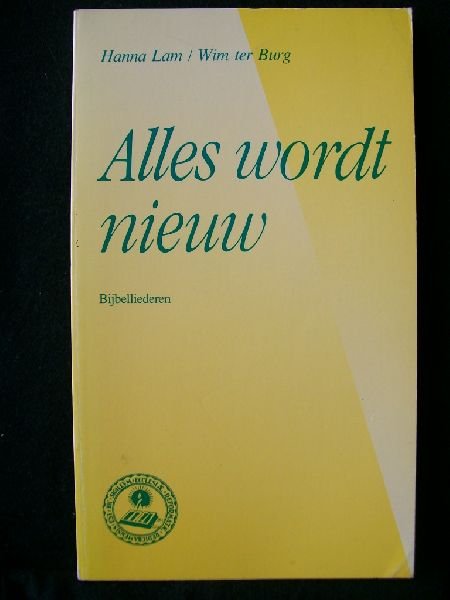 Hanna Lam / Wim ter Burg
Alles wordt
nieuw
Bijbelliederen